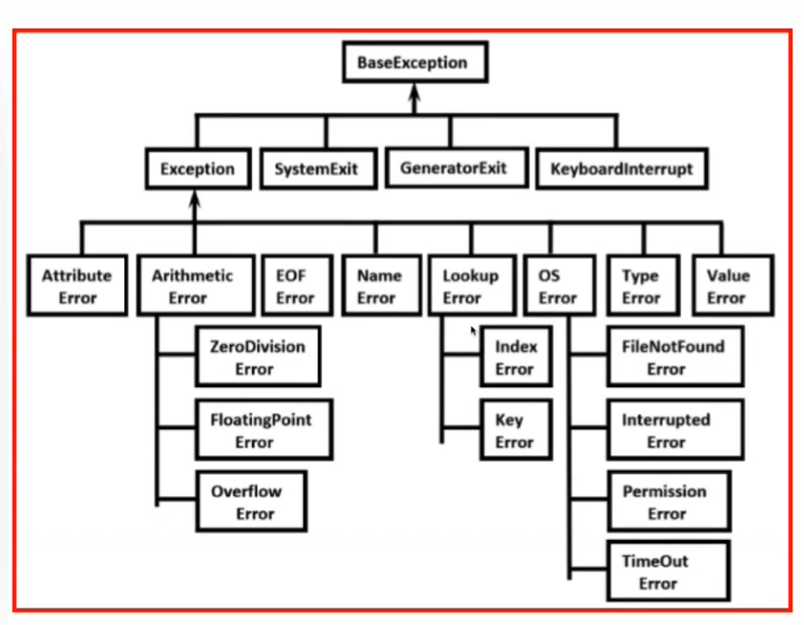 BaseException
Exception
SystemExit
GeneratorExit
KeyboardInterrupt
Attribute
Error
Arithmetic
Error
EOF
Error
Name
Error
Lookup
Error
OS
Error
Type
Error
Value
Error
ZeroDivision
Error
FloatingPoint
Error
Overflow
Error
Index
Error
Key
Error
FileNotFound
Error
Interrupted
Error
Permission
Error
TimeOut
Error